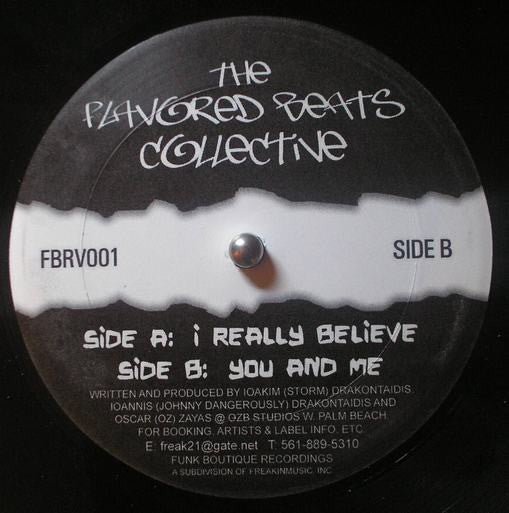 THE
FLAVORED BEATS
COLLECTIVE
FBRV001 SIDE B
SIDE A: I REALLY BELIEVE
SIDE B: YOU AND ME
WRITTEN AND PRODUCED BY IOAKIM (STORM) DRAKONTAIDIS.
IOANNIS (JOHNNY DANGEROUSLY) DRAKONTAIDIS AND
OSCAR (OZ) ZAYAS @ OZB STUDIOS W. PALM BEACH.
FOR BOOKING, ARTISTS & LABEL INFO, ETC.
E: freak21@gate.net T: 561-889-5310
FUNK BOUTIQUE RECORDINGS
A SUBDIVISION OF FREAKINMUSIC, INC